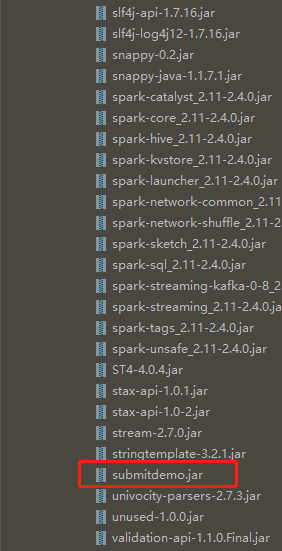 slf4j-api-1.7.16.jar
slf4j-log4j12-1.7.16.jar
snappy-0.2.jar
snappy-java-1.1.7.1.jar
spark-catalyst_2.11-2.4.0.jar
spark-core_2.11-2.4.0.jar
spark-hive_2.11-2.4.0.jar
spark-kvstore_2.11-2.4.0.jar
spark-launcher_2.11-2.4.0.jar
spark-network-common_2.11
spark-network-shuffle_2.11-2
spark-sketch_2.11-2.4.0.jar
spark-sql_2.11-2.4.0.jar
spark-streaming-kafka-0-8_2
spark-streaming_2.11-2.4.0.ja
spark-tags_2.11-2.4.0.jar
spark-unsafe_2.11-2.4.0.jar
ST4-4.0.4.jar
stax-api-1.0.1.jar
stax-api-1.0-2.jar
stream-2.7.0.jar
stringtemplate-3.2.1.jar
submitdemo.jar
univocity-parsers-2.7.3.jar
unused-1.0.0.jar
validation-api-1.1.0.Final.jar